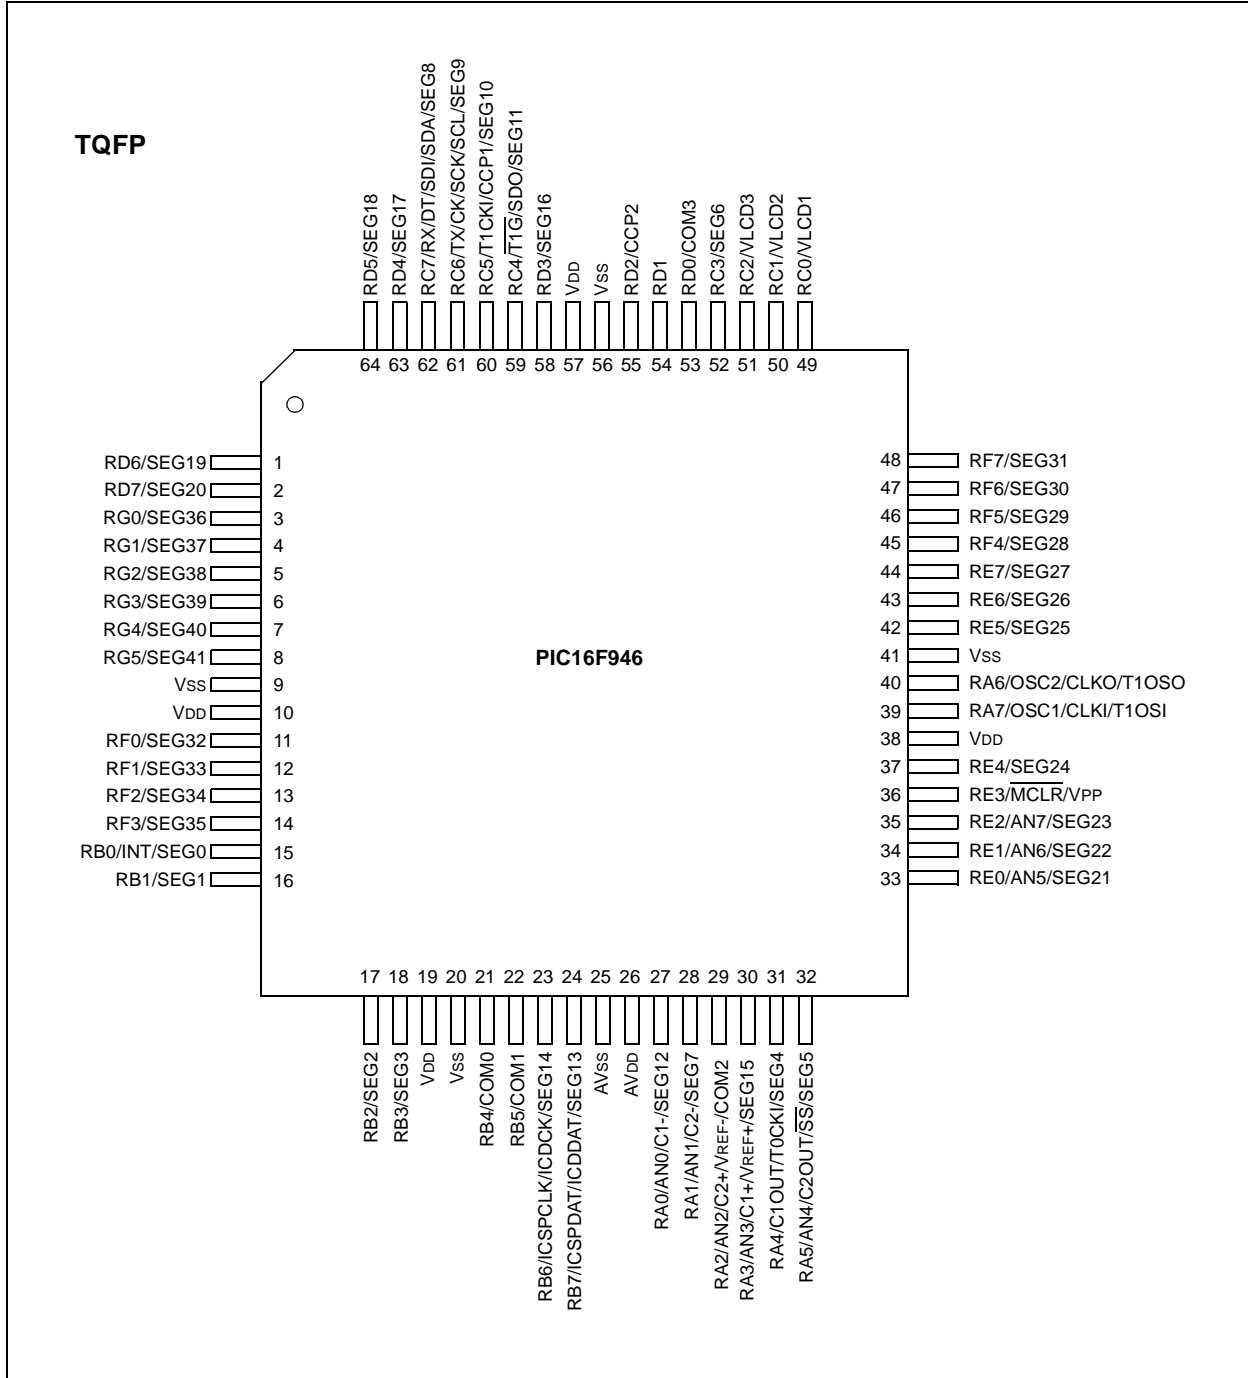 TQFP
RD5/SEG18
RD4/SEG17
RC7/RX/DT/SDI/SDA/SEG8
RC6/TX/CK/SCK/SCL/SEG9
RC5/T1CKI/CCP1/SEG10
RC4/T1G/SDO/SEG11
RD3/SEG16
VDD
VSS
RD2/CCP2
RD1
RD0/COM3
RC3/SEG6
RC2/VLCD3
RC1/VLCD2
RC0/VLCD1
64 63 62 61 60 59 58 57 56 55 54 53 52 51 50 49
RD6/SEG19 1
RD7/SEG20 2
RG0/SEG36 3
RG1/SEG37 4
RG2/SEG38 5
RG3/SEG39 6
RG4/SEG40 7
RG5/SEG41 8
VSS 9
VDD 10
RF0/SEG32 11
RF1/SEG33 12
RF2/SEG34 13
RF3/SEG35 14
RB0/INT/SEG0 15
RB1/SEG1 16
PIC16F946
48 RF7/SEG31
47 RF6/SEG30
46 RF5/SEG29
45 RF4/SEG28
44 RE7/SEG27
43 RE6/SEG26
42 RE5/SEG25
41 VSS
40 RA6/OSC2/CLKO/T1OSO
39 RA7/OSC1/CLKI/T1OSI
38 VDD
37 RE4/SEG24
36 RE3/MCLR/VPP
35 RE2/AN7/SEG23
34 RE1/AN6/SEG22
33 RE0/AN5/SEG21
17 18 19 20 21 22 23 24 25 26 27 28 29 30 31 32
RB2/SEG2
RB3/SEG3
VDD
VSS
RB4/COM0
RB5/COM1
RB6/ICSPCLK/ICDCK/SEG14
RB7/ICSPDAT/ICDDAT/SEG13
AVSS
AVDD
RA0/AN0/C1-/SEG12
RA1/AN1/C2-/SEG7
RA2/AN2/C2+/VREF-/COM2
RA3/AN3/C1+/VREF+/SEG15
RA4/C1OUT/T0CKI/SEG4
RA5/AN4/C2OUT/SS/SEG5